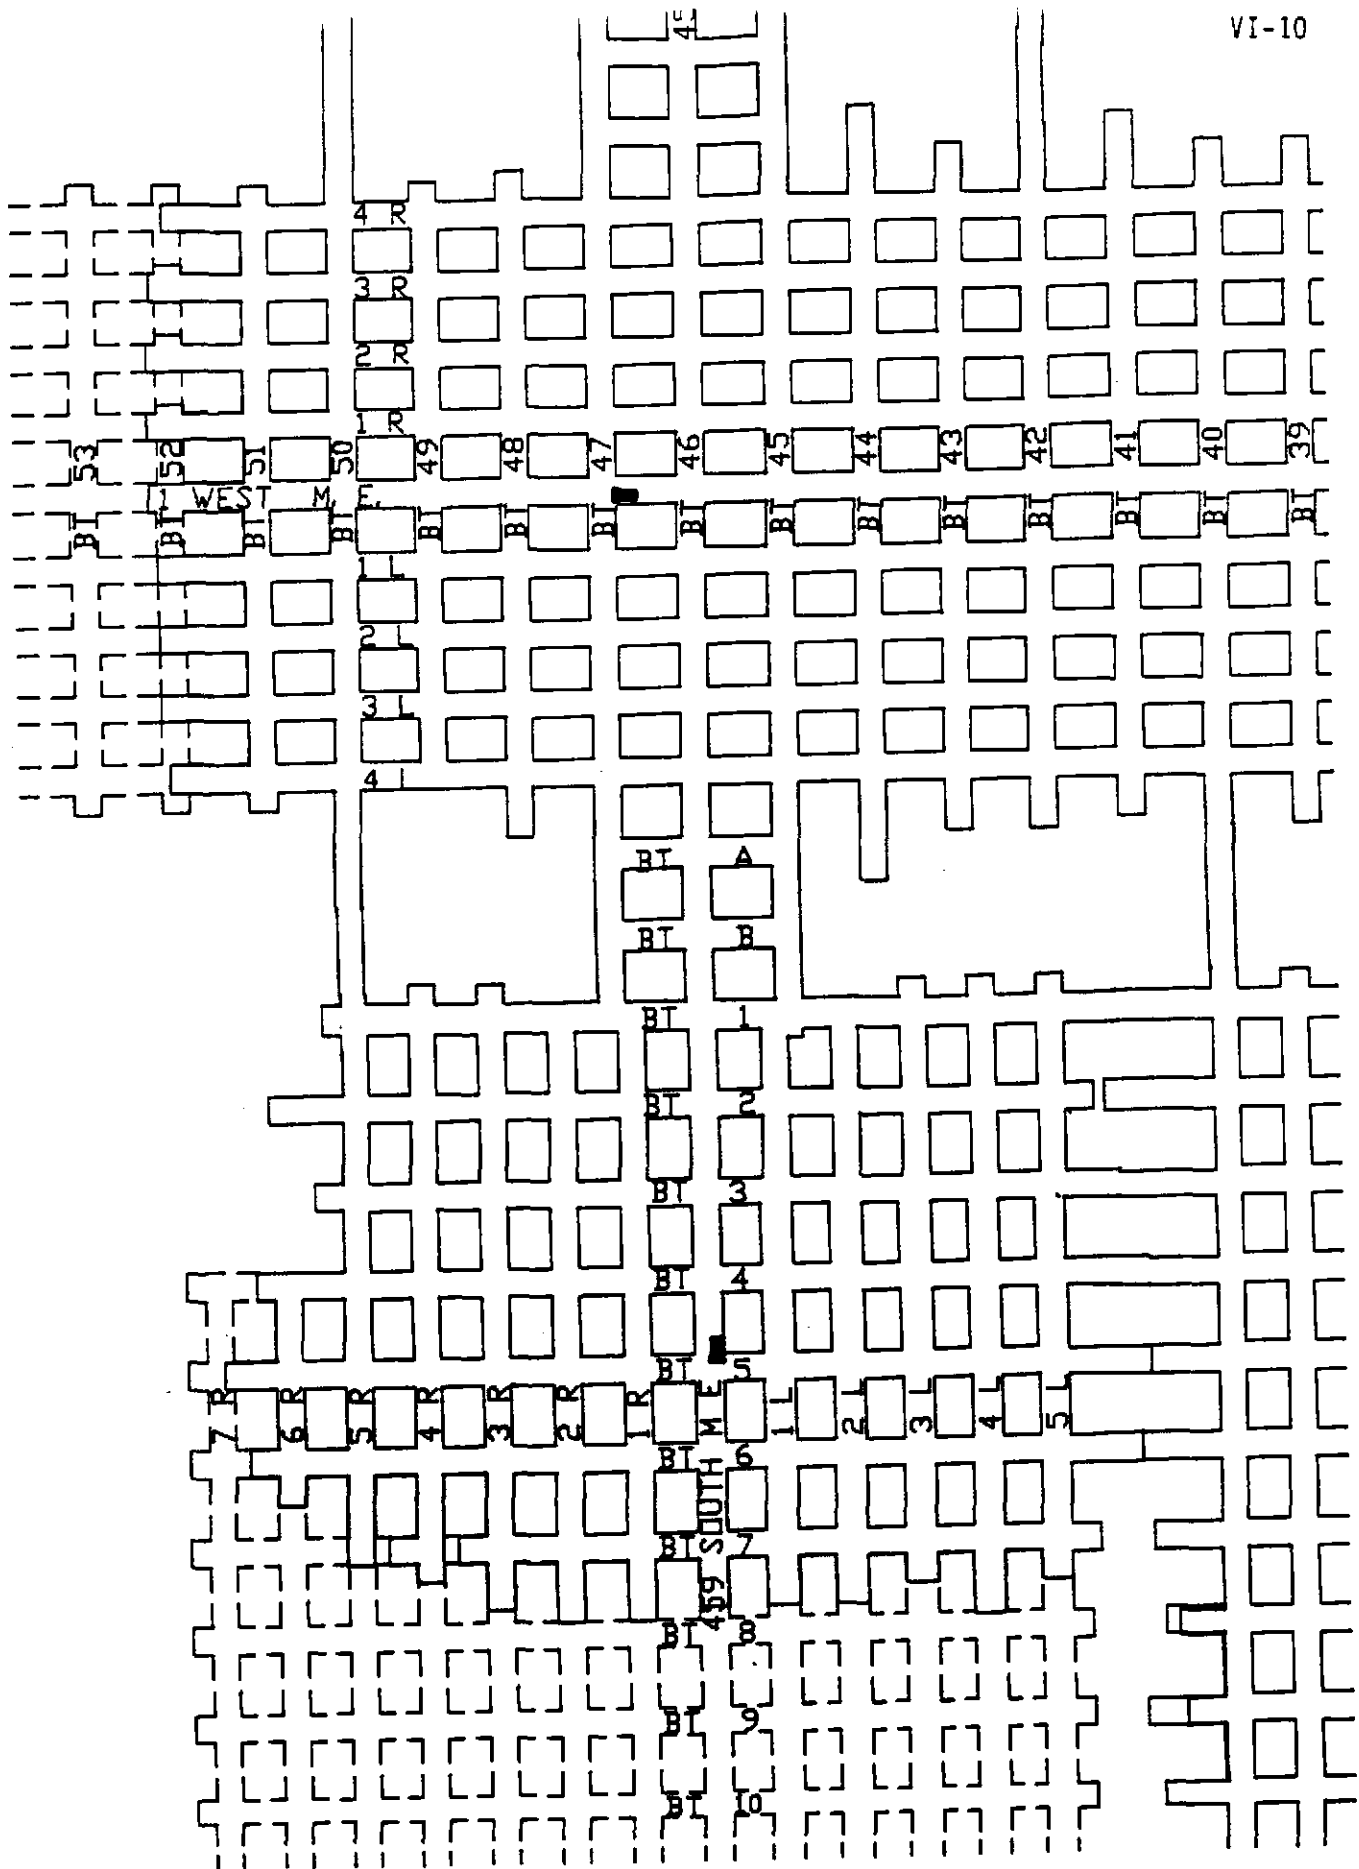 VI-10
45
4 R
3 R
2 R
1 R
53 52 51 50 49 48 47 46 45 44 43 42 41 40 39
1 WEST M. E.
BT BT BT BT BT BT BT BT BT BT BT BT BT BT BT
1 L
2 L
3 L
4 L
BT A
BT B
BT 1
BT 2
BT 3
BT 4
BT 5
7 R 6 R 5 R 4 R 3 R 2 R 1 R 1 L 2 L 3 L 4 L 5 L
459 SOUTH M E
BT 6
BT 7
BT 8
BT 9
BT 10